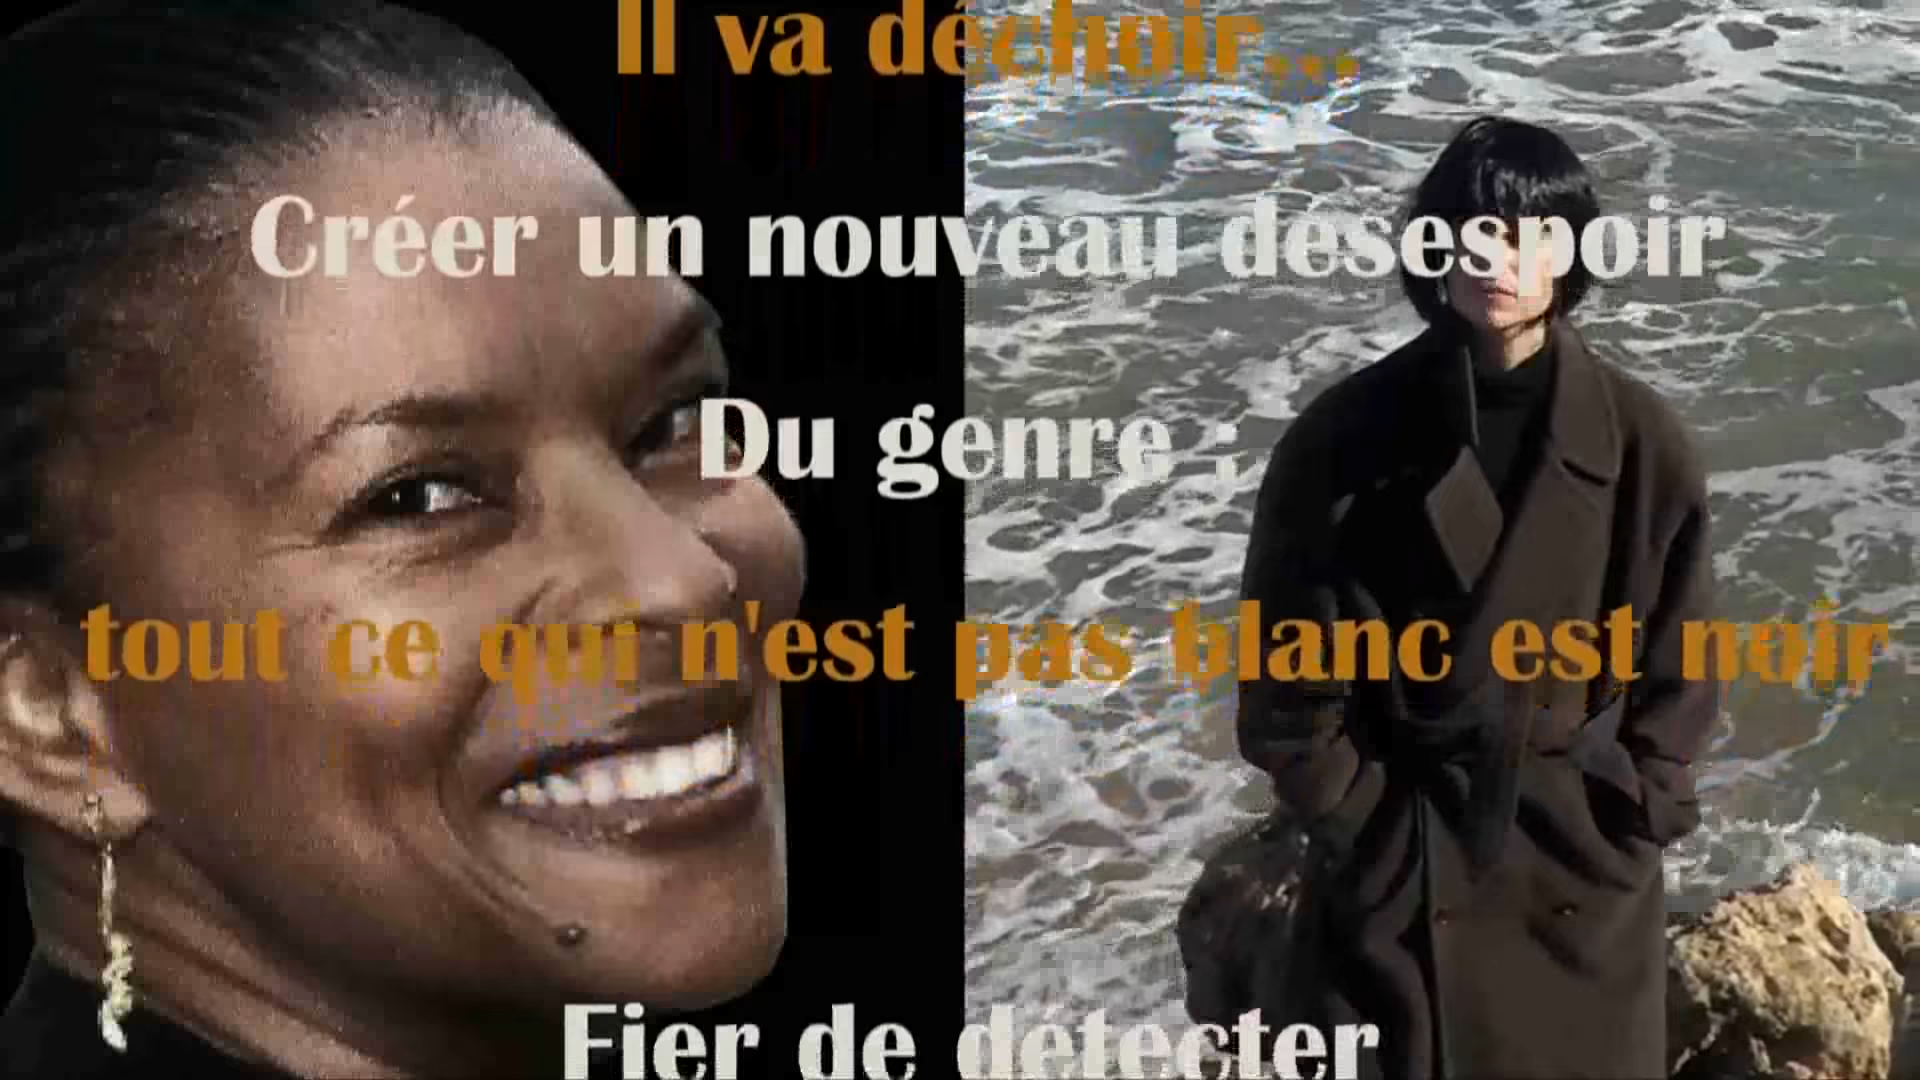 Il va déchoir...
Créer un nouveau désespoir
Du genre :
tout ce qui n'est pas blanc est noir
Fier de détecter